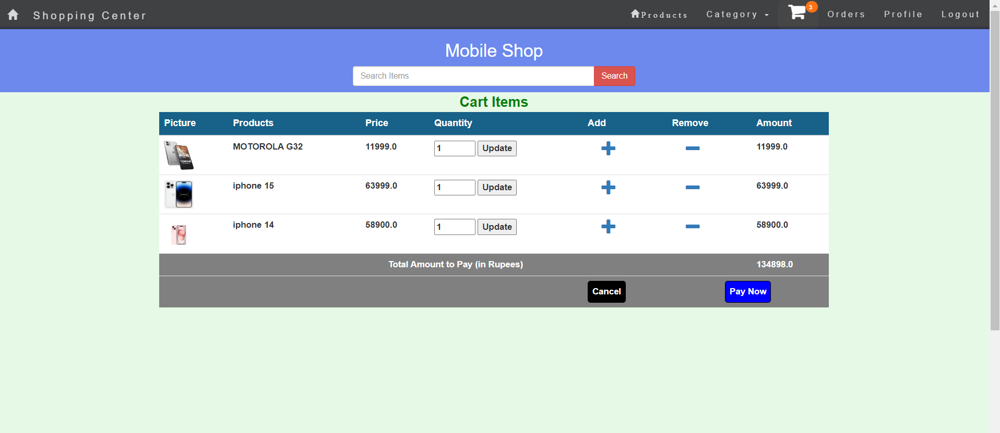 Shopping Center Products Category 3 Orders Profile Logout
Mobile Shop
Search Items Search
Cart Items
Picture Products Price Quantity Add Remove Amount
MOTOROLA G32 11999.0 1 Update 11999.0
8GB
128GB
iphone 15 63999.0 1 Update 63999.0
iphone 14 58900.0 1 Update 58900.0
Total Amount to Pay (in Rupees) 134898.0
Cancel Pay Now